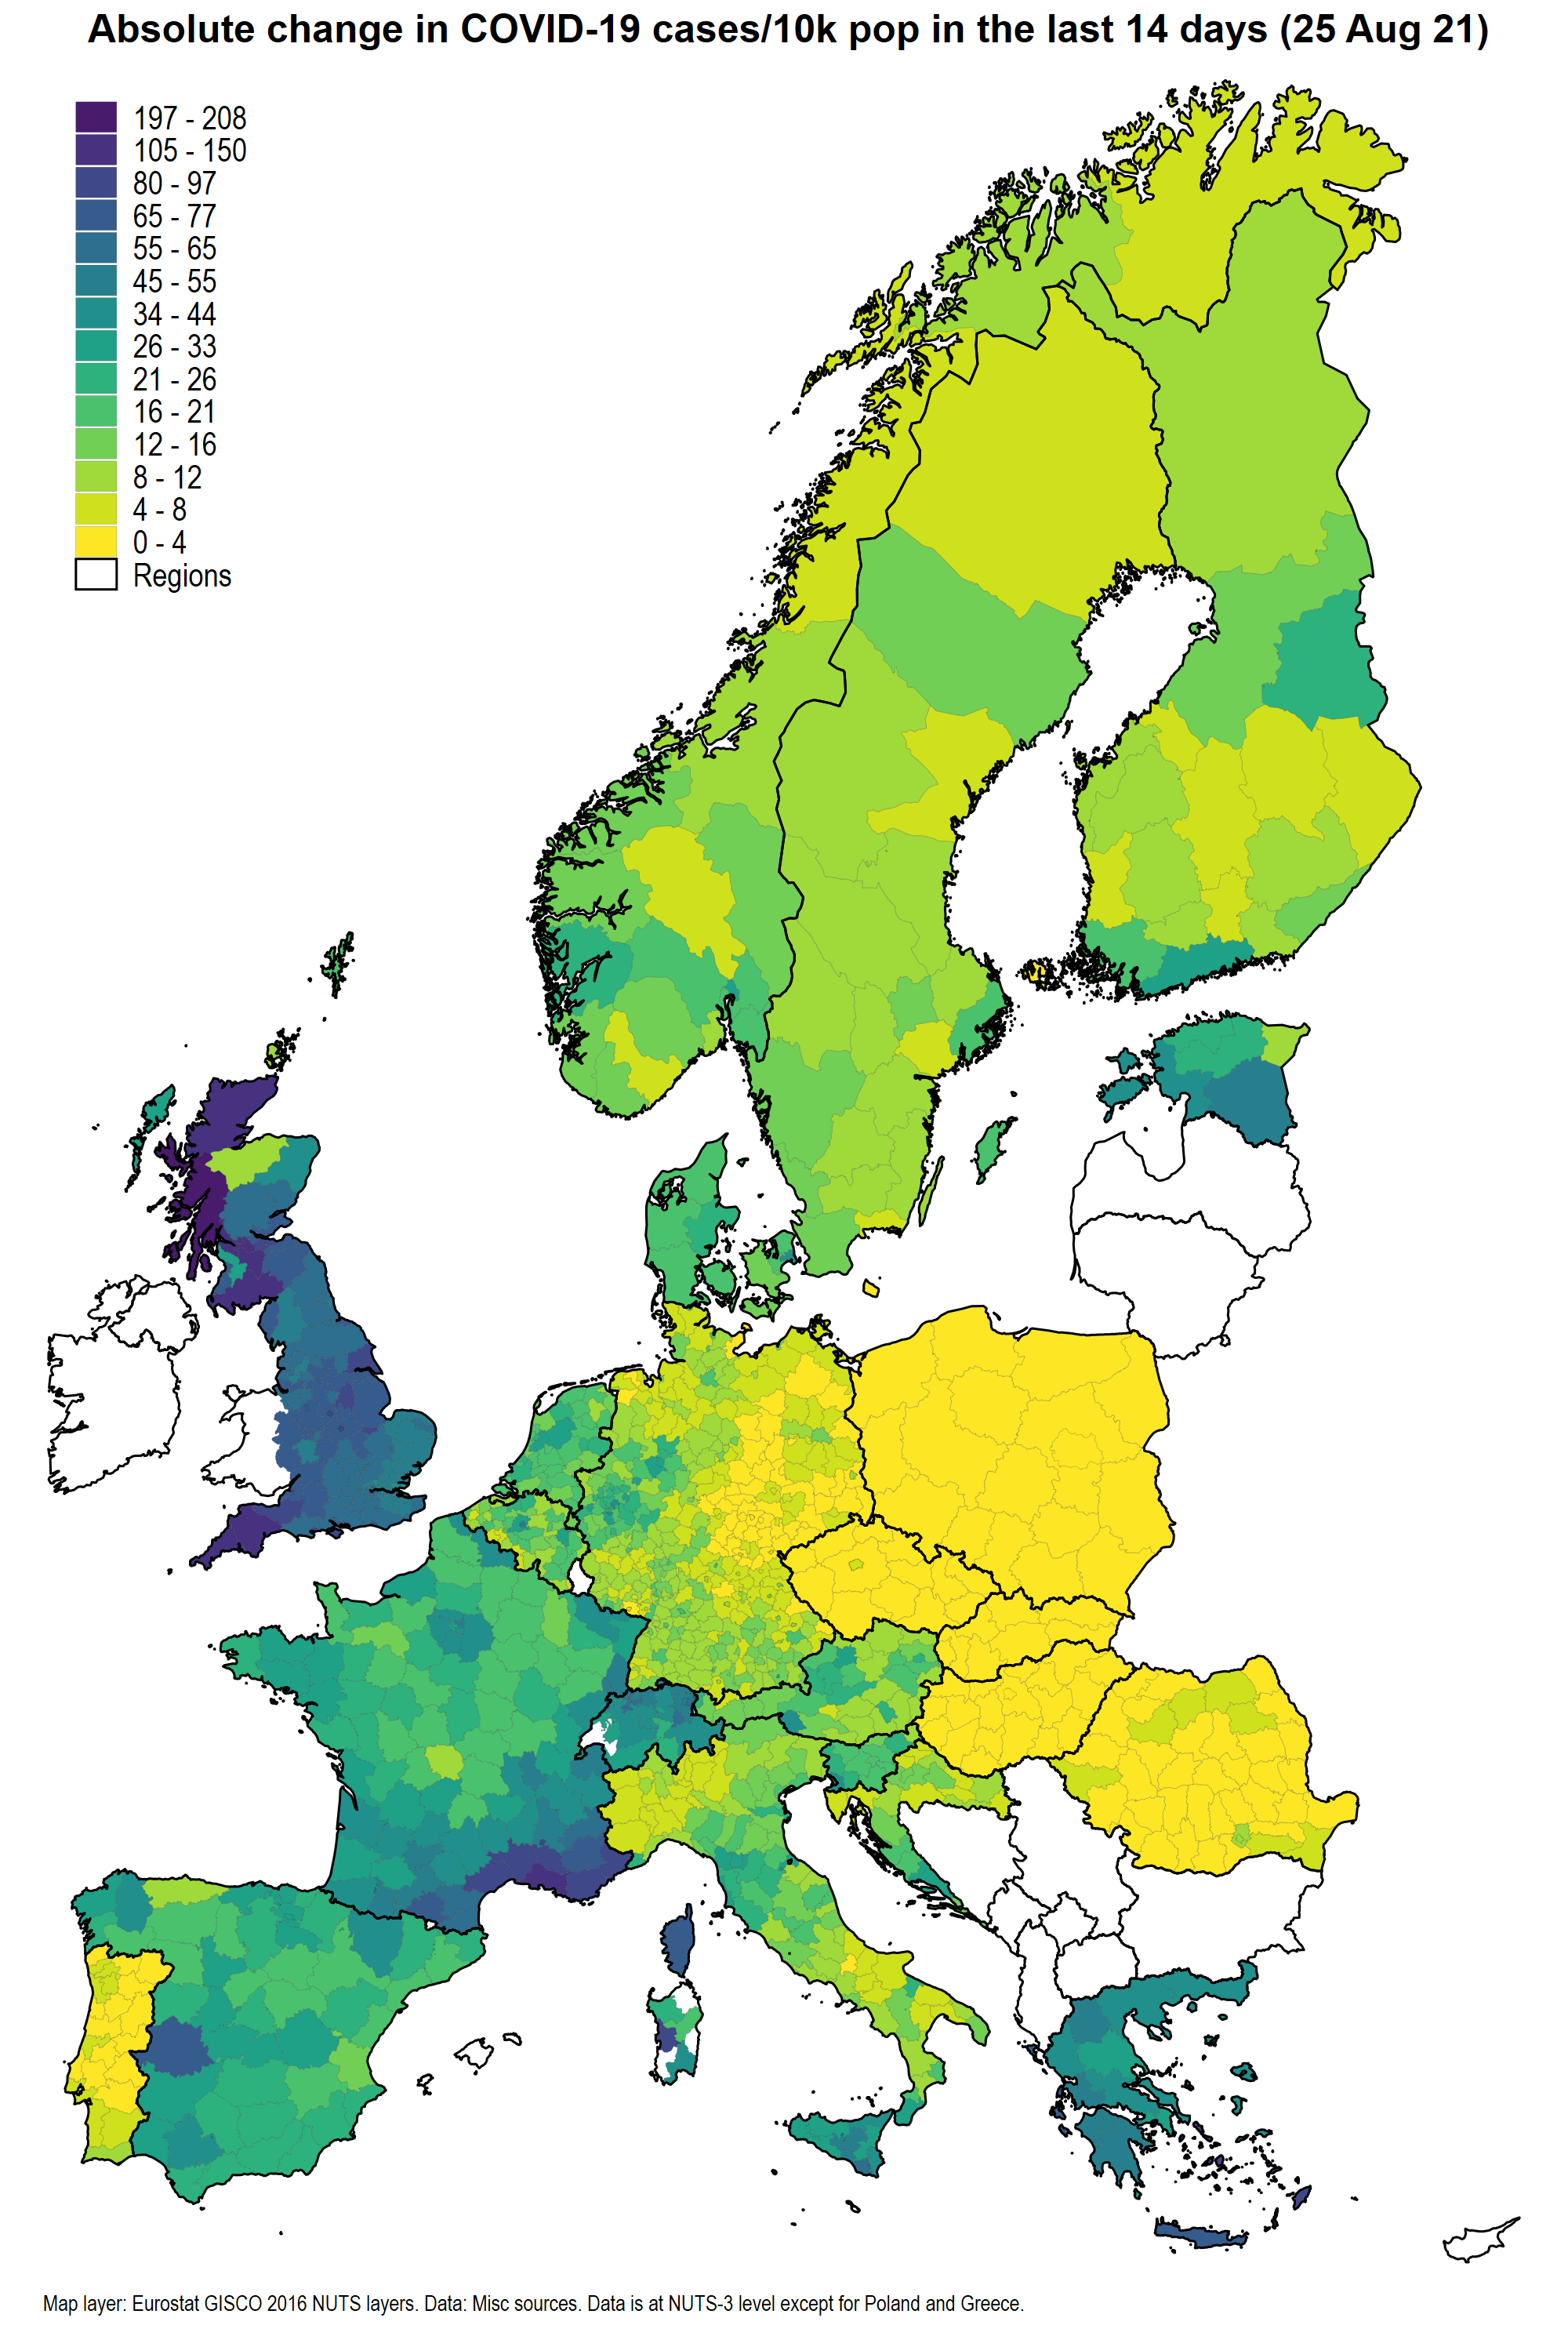 Absolute change in COVID-19 cases/10k pop in the last 14 days (25 Aug 21)
197 - 208
105 - 150
80 - 97
65 - 77
55 - 65
45 - 55
34 - 44
26 - 33
21 - 26
16 - 21
12 - 16
8 - 12
4 - 8
0 - 4
Regions
Map layer: Eurostat GISCO 2016 NUTS layers. Data: Misc sources. Data is at NUTS-3 level except for Poland and Greece.